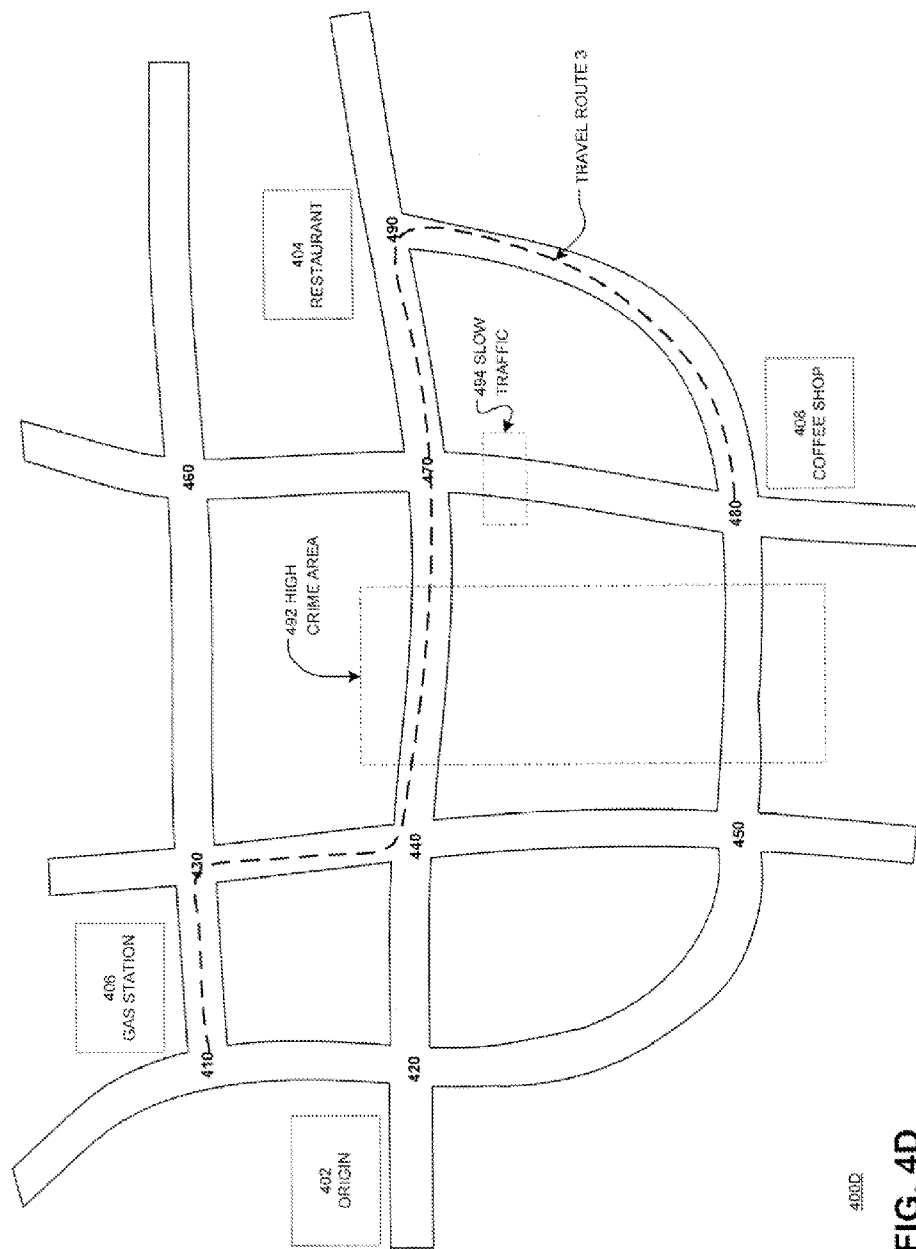 406
GAS STATION
404
RESTAURANT
402
ORIGIN
410
430
460
492 HIGH
CRIME AREA
420
440
470
490
494 SLOW
TRAFFIC
TRAVEL ROUTE 3
450
480
408
COFFEE SHOP
400D
FIG. 4D